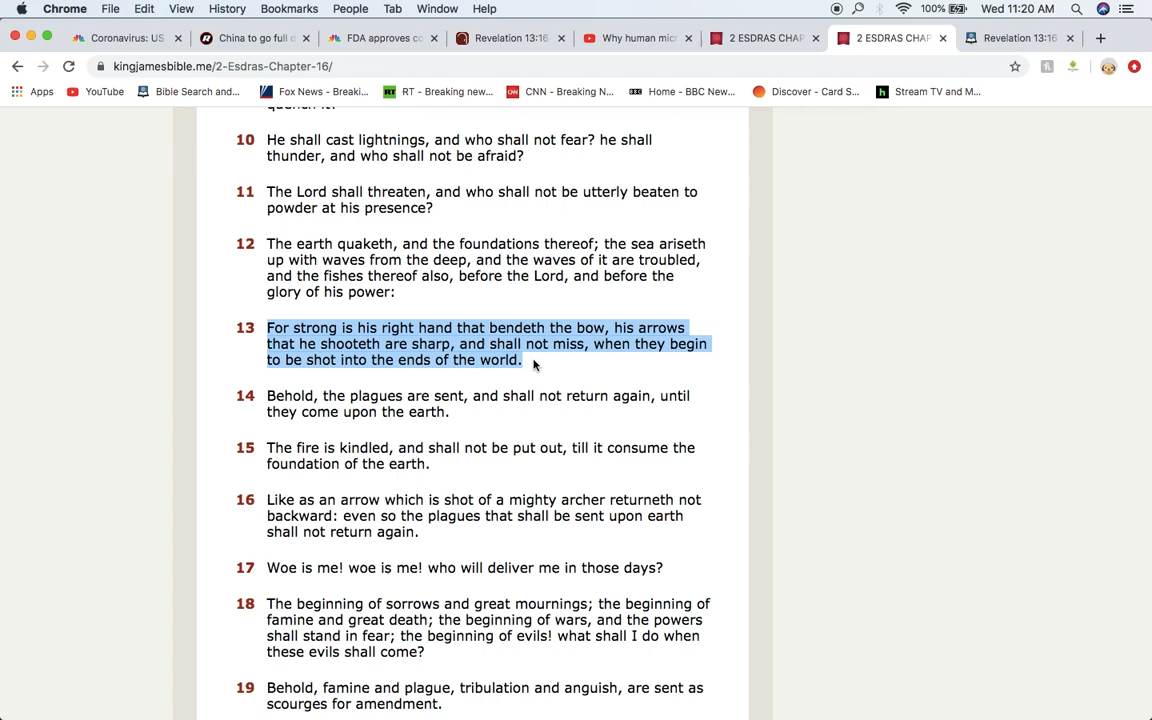 Chrome File Edit View History Bookmarks People Tab Window Help 100% Wed 11:20 AM
Coronavirus: US. China to go full d FDA approves co Revelation 13:16 Why human mic 2 ESDRAS CHAP 2 ESDRAS CHAP Revelation 13:16
kingjamesbible.me/2-Esdras-Chapter-16/
Apps YouTube Bible Search and... Fox News - Breaki... RT - Breaking new... CNN - Breaking N... Home - BBC New... Discover - Card S... Stream TV and M...
quench it?
10 He shall cast lightnings, and who shall not fear? he shall
thunder, and who shall not be afraid?
11 The Lord shall threaten, and who shall not be utterly beaten to
powder at his presence?
12 The earth quaketh, and the foundations thereof; the sea ariseth
up with waves from the deep, and the waves of it are troubled,
and the fishes thereof also, before the Lord, and before the
glory of his power:
13 For strong is his right hand that bendeth the bow, his arrows
that he shooteth are sharp, and shall not miss, when they begin
to be shot into the ends of the world.
14 Behold, the plagues are sent, and shall not return again, until
they come upon the earth.
15 The fire is kindled, and shall not be put out, till it consume the
foundation of the earth.
16 Like as an arrow which is shot of a mighty archer returneth not
backward: even so the plagues that shall be sent upon earth
shall not return again.
17 Woe is me! woe is me! who will deliver me in those days?
18 The beginning of sorrows and great mournings; the beginning of
famine and great death; the beginning of wars, and the powers
shall stand in fear; the beginning of evils! what shall I do when
these evils shall come?
19 Behold, famine and plague, tribulation and anguish, are sent as
scourges for amendment.